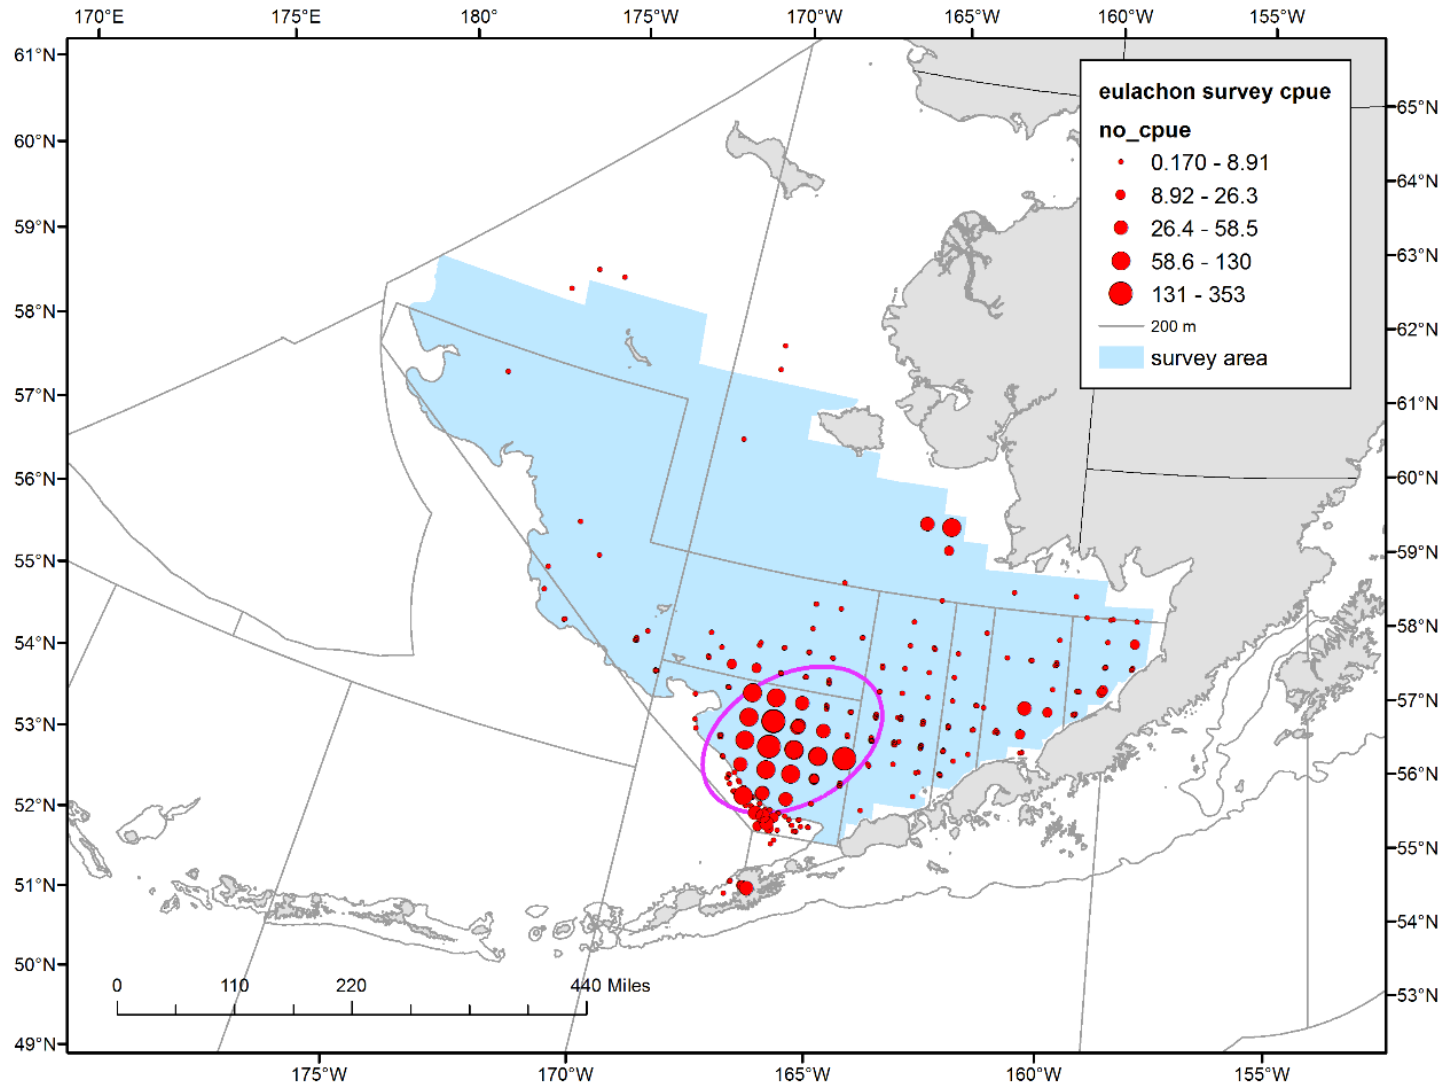 170°E 175°E 180° 175°W 170°W 165°W 160°W 155°W
61°N
60°N
59°N
58°N
57°N
56°N
55°N
54°N
53°N
52°N
51°N
50°N
49°N
eulachon survey cpue
no_cpue
0.170 - 8.91
8.92 - 26.3
26.4 - 58.5
58.6 - 130
131 - 353
200 m
survey area
65°N
64°N
63°N
62°N
61°N
60°N
59°N
58°N
57°N
56°N
55°N
54°N
53°N
0 110 220 440 Miles
175°W 170°W 165°W 160°W 155°W